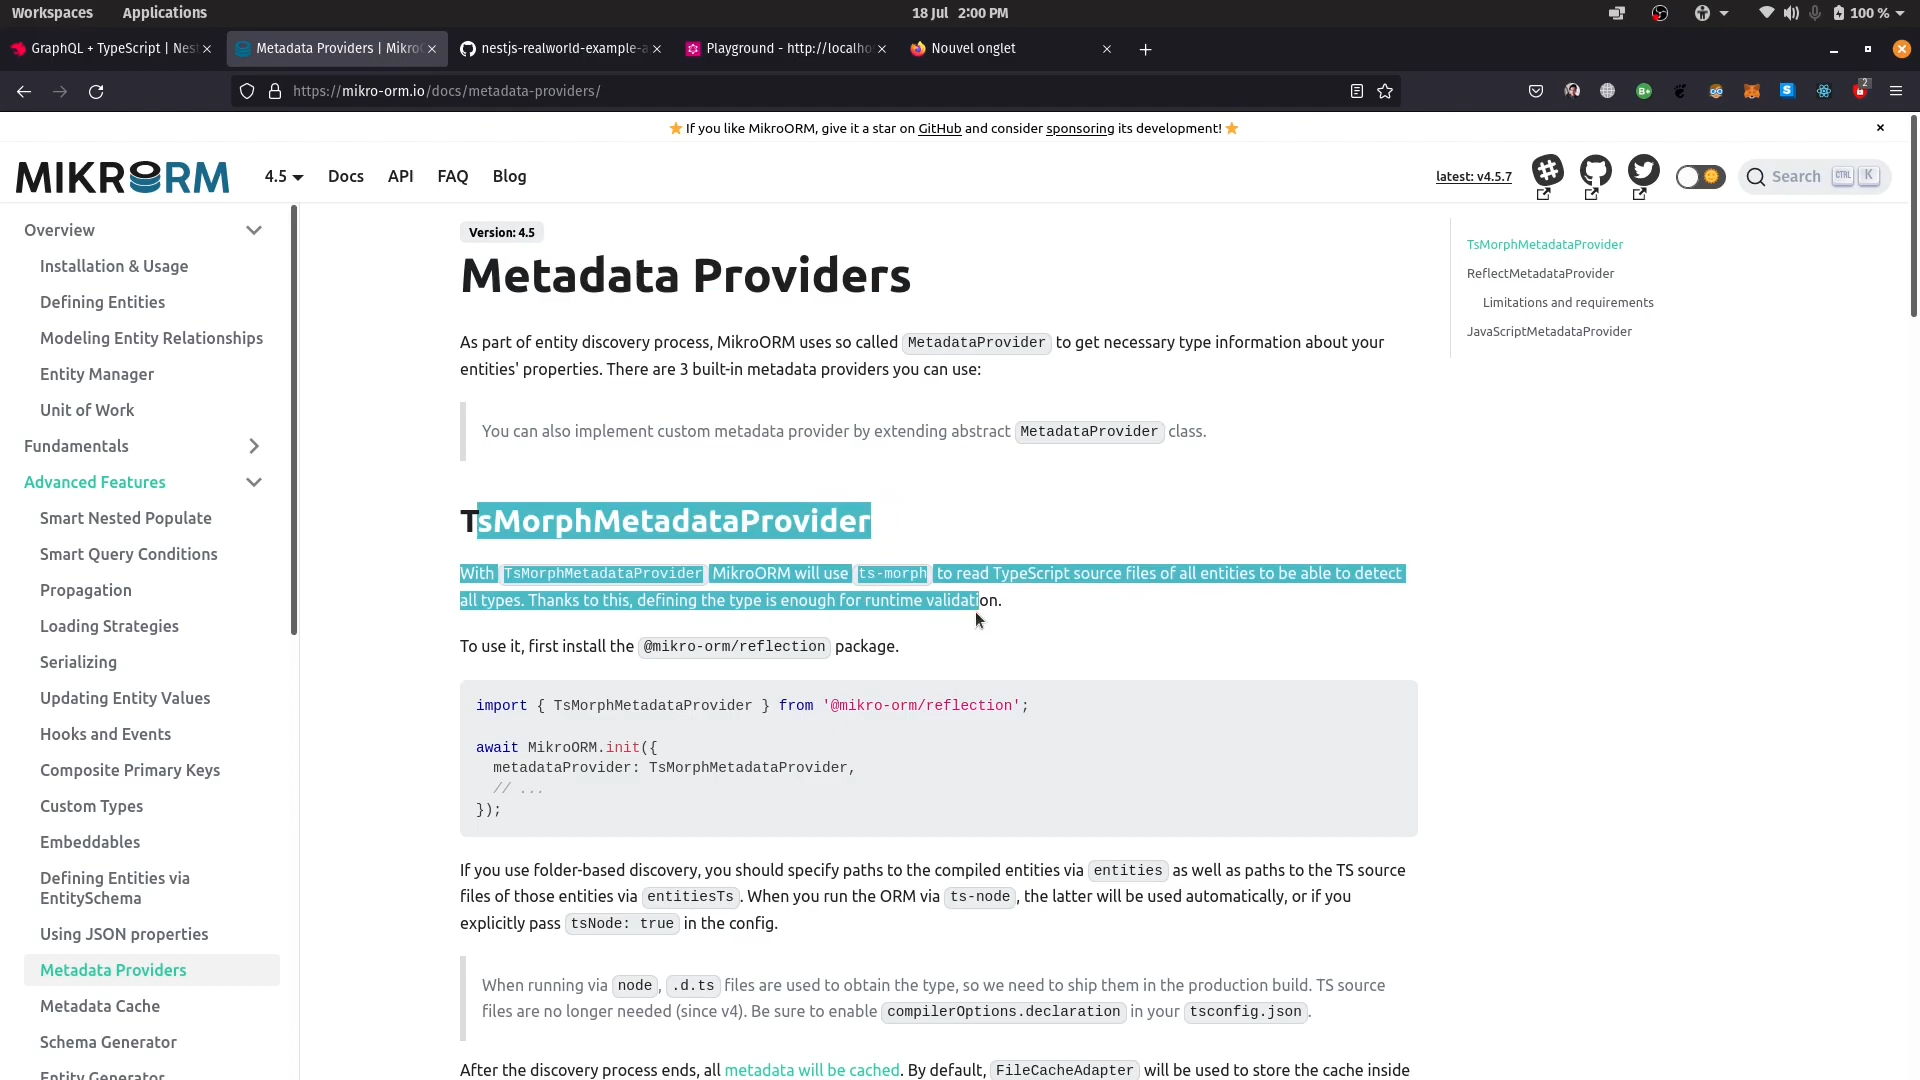 Workspaces Applications 18 Jul 2:00 PM 100 %
GraphQL + TypeScript | Nes Metadata Providers | Mikro nestjs-realworld-example-a Playground - http://localho Nouvel onglet
https://mikro-orm.io/docs/metadata-providers/ 2
If you like MikroORM, give it a star on GitHub and consider sponsoring its development!
MIKRORM 4.5 Docs API FAQ Blog latest: v4.5.7 Search CTRL K
Overview
Installation & Usage
Defining Entities
Modeling Entity Relationships
Entity Manager
Unit of Work
Fundamentals
Advanced Features
Smart Nested Populate
Smart Query Conditions
Propagation
Loading Strategies
Serializing
Updating Entity Values
Hooks and Events
Composite Primary Keys
Custom Types
Embeddables
Defining Entities via
EntitySchema
Using JSON properties
Metadata Providers
Metadata Cache
Schema Generator
Entity Generator
Version: 4.5
Metadata Providers
As part of entity discovery process, MikroORM uses so called MetadataProvider to get necessary type information about your
entities' properties. There are 3 built-in metadata providers you can use:
You can also implement custom metadata provider by extending abstract MetadataProvider class.
TsMorphMetadataProvider
With TsMorphMetadataProvider MikroORM will use ts-morph to read TypeScript source files of all entities to be able to detect
all types. Thanks to this, defining the type is enough for runtime validation.
To use it, first install the @mikro-orm/reflection package.
import { TsMorphMetadataProvider } from '@mikro-orm/reflection';
await MikroORM.init({
metadataProvider: TsMorphMetadataProvider,
// ...
});
If you use folder-based discovery, you should specify paths to the compiled entities via entities as well as paths to the TS source
files of those entities via entitiesTs. When you run the ORM via ts-node, the latter will be used automatically, or if you
explicitly pass tsNode: true in the config.
When running via node, .d.ts files are used to obtain the type, so we need to ship them in the production build. TS source
files are no longer needed (since v4). Be sure to enable compilerOptions.declaration in your tsconfig.json.
After the discovery process ends, all metadata will be cached. By default, FileCacheAdapter will be used to store the cache inside
TsMorphMetadataProvider
ReflectMetadataProvider
Limitations and requirements
JavaScriptMetadataProvider